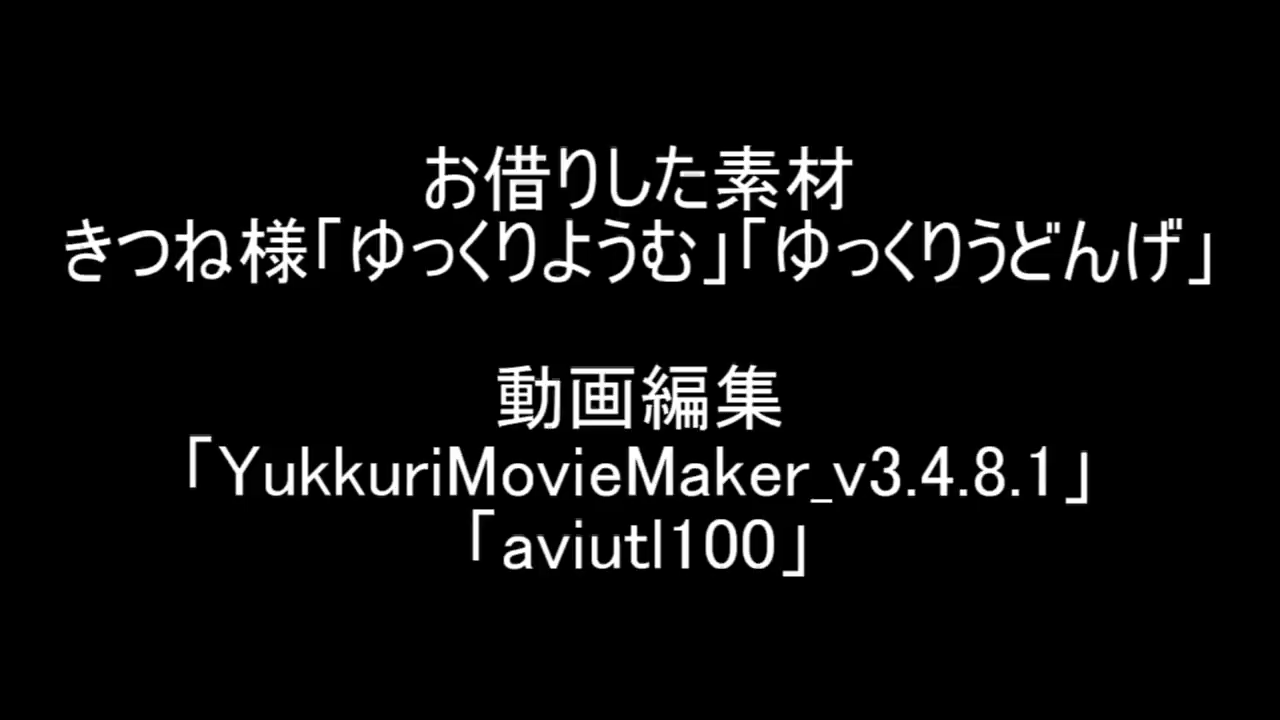 お借りした素材
きつね様「ゆっくりようむ」「ゆっくりうどんげ」
動画編集
「YukkuriMovieMaker_v3.4.8.1」
「aviutl100」